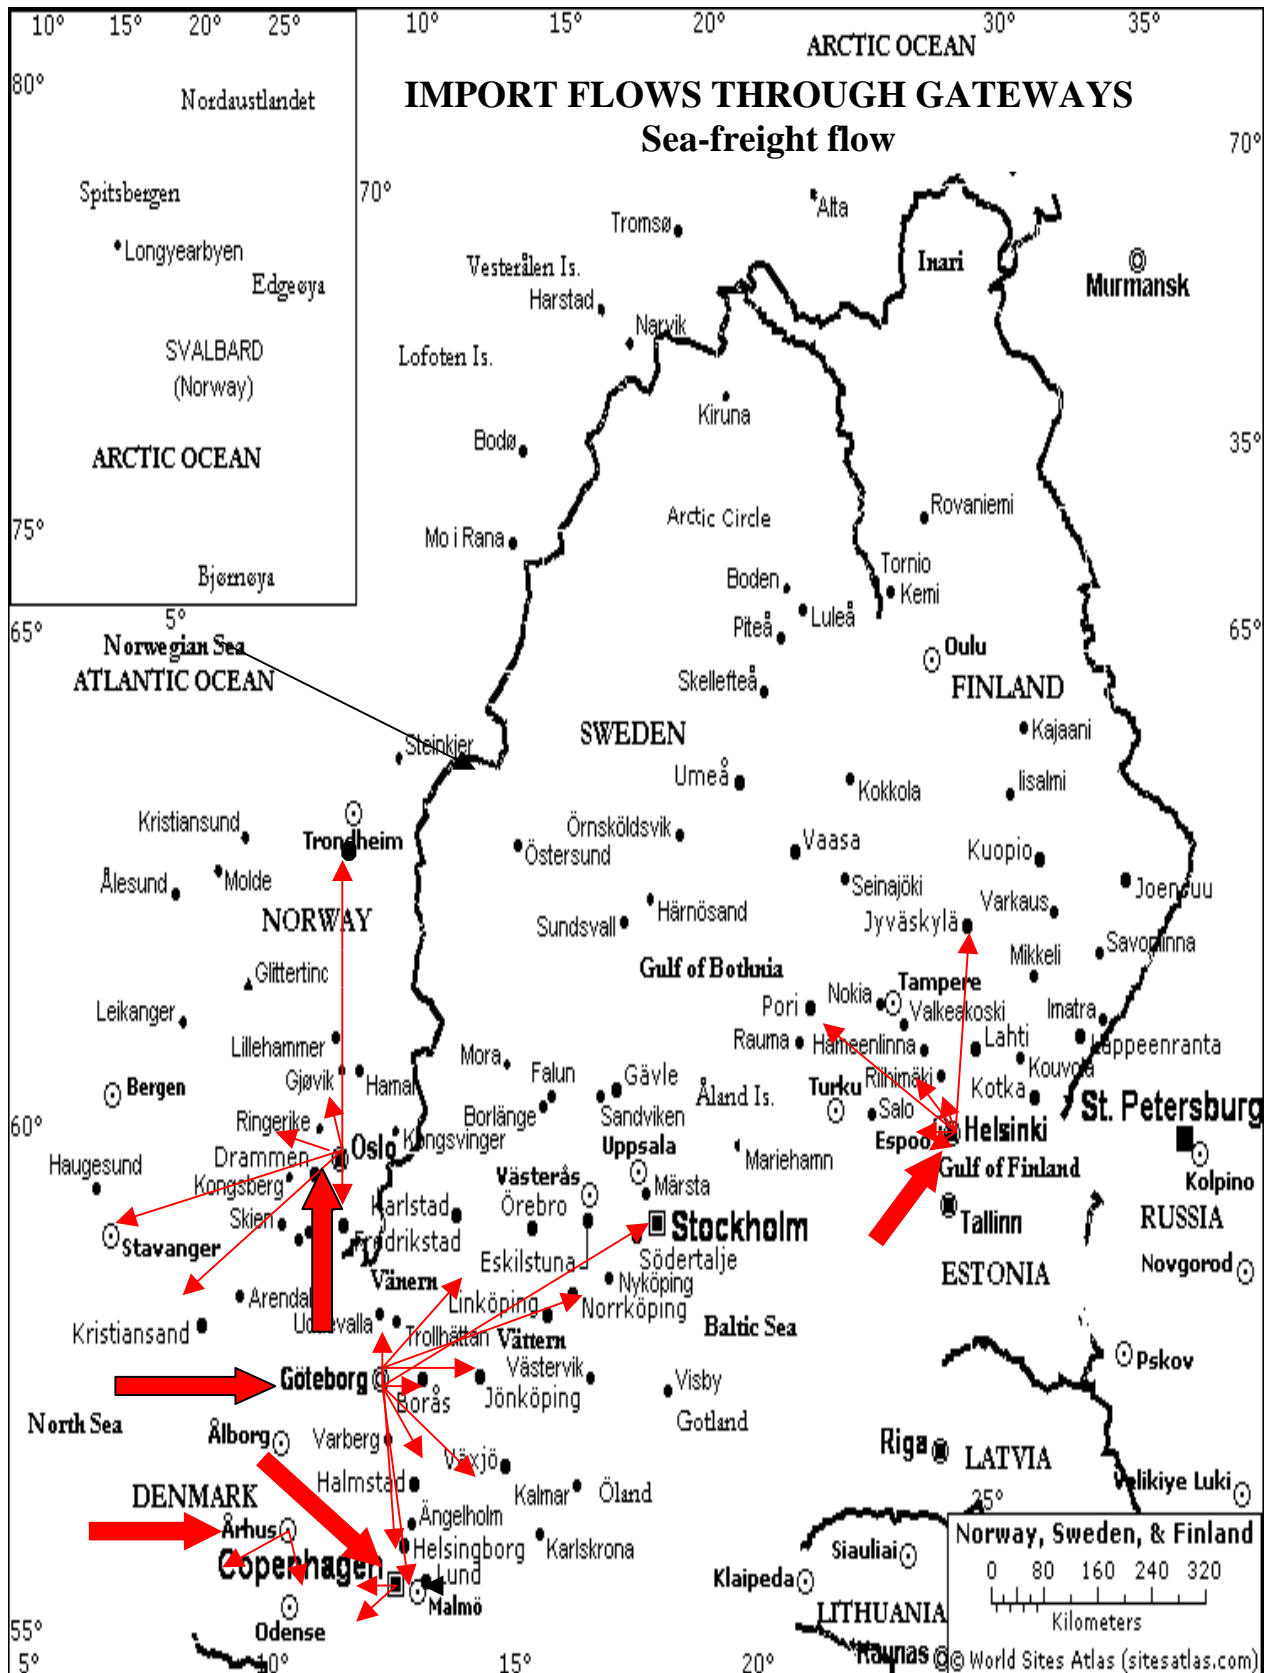 10° 15° 20° 25° 10° 20° 30° 35°
ARCTIC OCEAN
80°
IMPORT FLOWS THROUGH GATEWAYS
Sea-freight flow
Nordaustlandet
70°
Spitsbergen
70°
Alta
Tromsø
Longyearbyen
Inari
Vesterålen Is.
Murmansk
Edgeøya
Harstad
Narvik
SVALBARD
(Norway)
Lofoten Is.
Kiruna
Bodø
35°
ARCTIC OCEAN
Rovaniemi
Arctic Circle
75°
Mo i Rana
Tornio
Bjørnøya
Boden
Kemi
5°
Luleå
65°
Piteå
65°
Norwegian Sea
Oulu
ATLANTIC OCEAN
Skellefteå
FINLAND
SWEDEN
Kajaani
Steinkjer
Umeå
Iisalmi
Kokkola
Kristiansund
Örnsköldsvik
Trondheim
Östersund
Vaasa
Kuopio
Ålesund
Molde
Seinajöki
Joensuu
NORWAY
Härnösand
Varkaus
Sundsvall
Jyväskylä
Savonlinna
Mikkeli
Gulf of Bothnia
Glittertinc
Tampere
Nokia
Leikanger
Pori
Valkeakoski
Imatra
Lillehammer
Rauma
Hämeenlinna
Lahti
Lappeenranta
Mora
Kouvola
Gjøvik
Hamar
Falun
Gävle
Riihimäki
Bergen
Åland Is.
Turku
Kotka
Borlänge
Sandviken
Salo
St. Petersburg
60°
Ringerike
Kongsvinger
Uppsala
Espoo
Helsinki
Oslo
Drammen
Mariehamn
Haugesund
Västerås
Gulf of Finland
Kongsberg
Märsta
Kolpino
Karlstad
Örebro
Skien
Stockholm
Tallinn
RUSSIA
Stavanger
Fredrikstad
Eskilstuna
Södertalje
Novgorod
Vänern
Nyköping
ESTONIA
Arendal
Linköping
Norrköping
Kristiansand
Uddevalla
Trollhättan
Vättern
Baltic Sea
Pskov
Göteborg
Västervik
Visby
Borås
Jönköping
North Sea
Gotland
Ålborg
Varberg
Riga
LATVIA
Växjö
Halmstad
Velikiye Luki
DENMARK
Kalmar
Öland
25°
Århus
Ängelholm
Norway, Sweden, & Finland
Copenhagen
Helsingborg
Karlskrona
Siauliai
0 80 160 240 320
Lund
Klaipeda
Malmö
LITHUANIA
Kilometers
Odense
55°
Kaunas
© World Sites Atlas (sitesatlas.com)
5° 10° 15° 20°